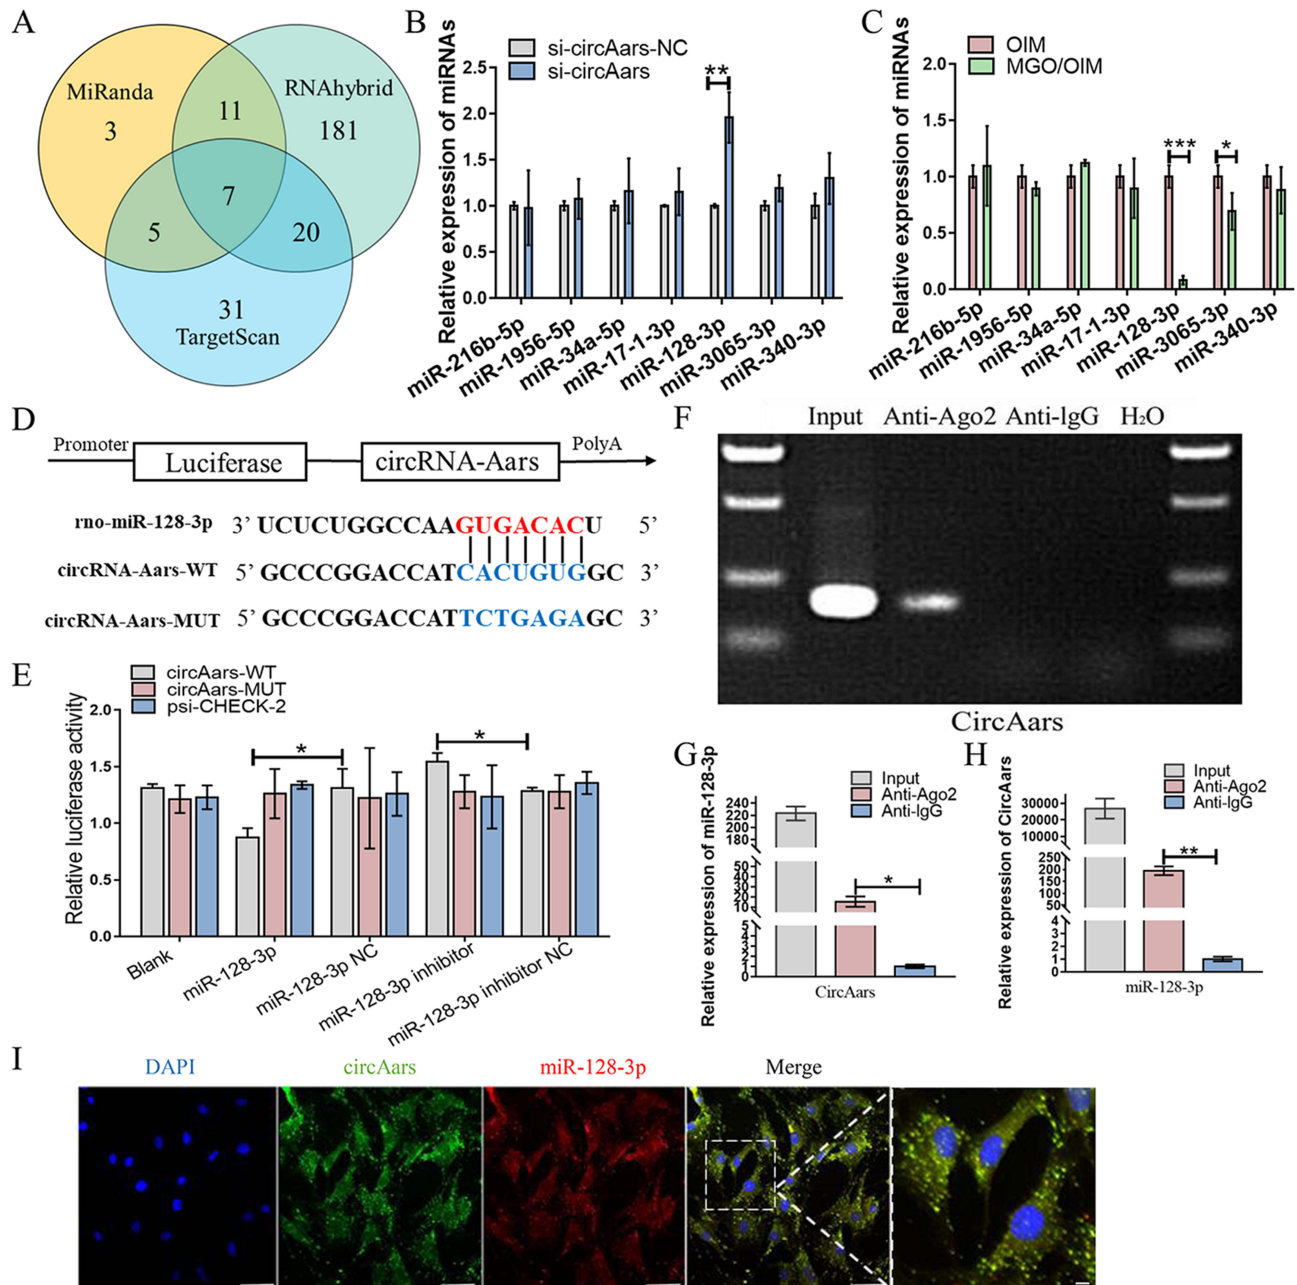 A
MiRanda
3
11
RNAhybrid
181
7
5
20
31
TargetScan
B
Relative expression of miRNAs
si-circAars-NC
si-circAars
2.5
2.0
1.5
1.0
0.5
0.0
**
miR-216b-5p
miR-1956-5p
miR-34a-5p
miR-17-1-3p
miR-128-3p
miR-3065-3p
miR-340-3p
C
Relative expression of miRNAs
OIM
MGO/OIM
2.0
1.5
1.0
0.5
0.0
***
*
miR-216b-5p
miR-1956-5p
miR-34a-5p
miR-17-1-3p
miR-128-3p
miR-3065-3p
miR-340-3p
D
Promoter
Luciferase
circRNA-Aars
PolyA
rno-miR-128-3p 3’ UCUCUGGCCAAGUGACACU 5’
circRNA-Aars-WT 5’ GCCCGGACCATCACUGUGGC 3’
circRNA-Aars-MUT 5’ GCCCGGACCATTCTGAGAGC 3’
E
circAars-WT
circAars-MUT
psi-CHECK-2
Relative luciferase activity
2.0
1.5
1.0
0.5
0.0
*
*
Blank
miR-128-3p
miR-128-3p NC
miR-128-3p inhibitor
miR-128-3p inhibitor NC
F
Input Anti-Ago2 Anti-IgG H₂O
CircAars
G
Relative expression of miR-128-3p
Input
Anti-Ago2
Anti-IgG
240
220
200
180
50
40
30
20
10
5
4
3
2
1
0
*
CircAars
H
Relative expression of CircAars
Input
Anti-Ago2
Anti-IgG
30000
20000
10000
250
200
150
100
50
4
3
2
1
0
**
miR-128-3p
I
DAPI circAars miR-128-3p Merge